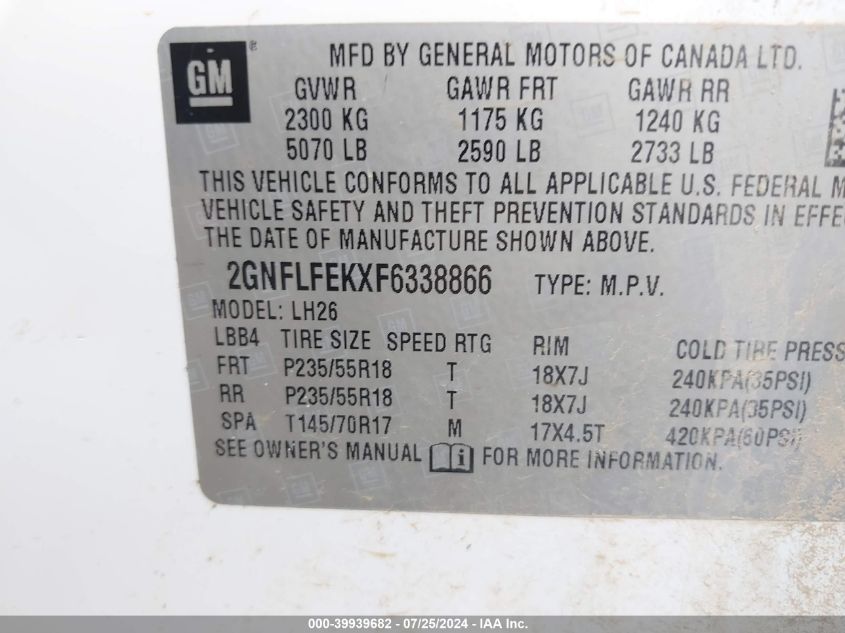 GM ® MFD BY GENERAL MOTORS OF CANADA LTD.
GVWR GAWR FRT GAWR RR
2300 KG 1175 KG 1240 KG
5070 LB 2590 LB 2733 LB
THIS VEHICLE CONFORMS TO ALL APPLICABLE U.S. FEDERAL M
VEHICLE SAFETY AND THEFT PREVENTION STANDARDS IN EFFE
THE DATE OF MANUFACTURE SHOWN ABOVE.
2GNFLFEKXF6338866 TYPE: M.P.V.
MODEL: LH26
LBB4 TIRE SIZE SPEED RTG RIM COLD TIRE PRESS
FRT P235/55R18 T 18X7J 240KPA(35PSI)
RR P235/55R18 T 18X7J 240KPA(35PSI)
SPA T145/70R17 M 17X4.5T 420KPA(60PSI)
SEE OWNER'S MANUAL i FOR MORE INFORMATION.
000-39939682 - 07/25/2024 - IAA Inc.